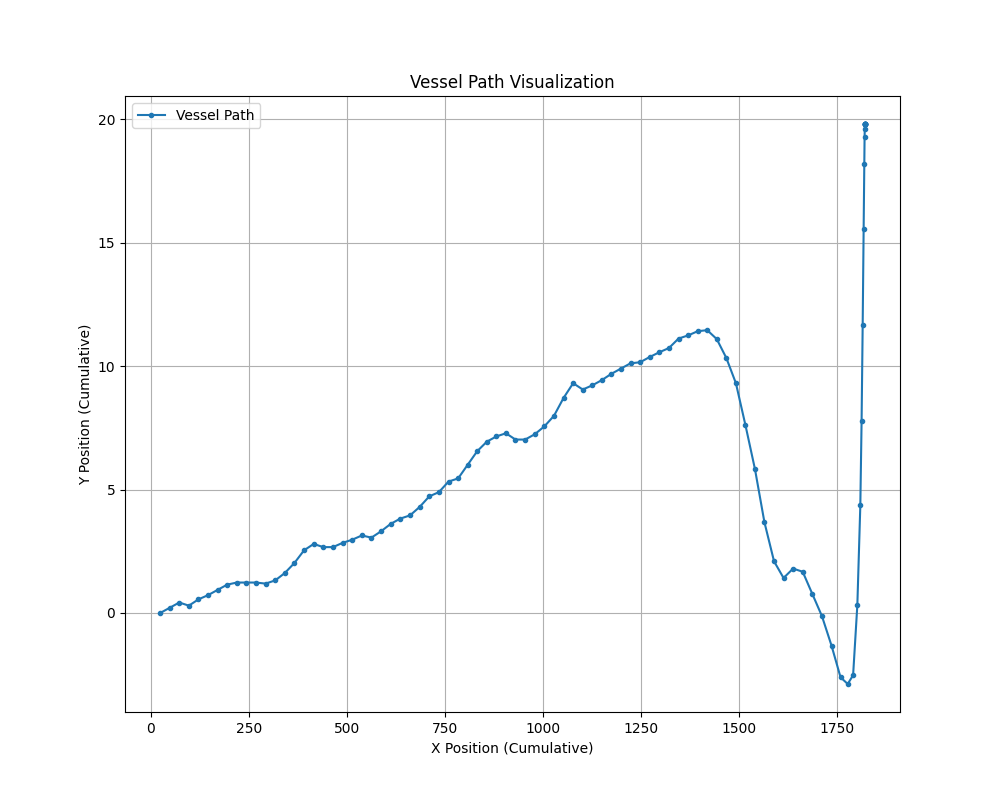 Vessel Path Visualization
Vessel Path
20
15
10
5
0
Y Position (Cumulative)
0 250 500 750 1000 1250 1500 1750
X Position (Cumulative)